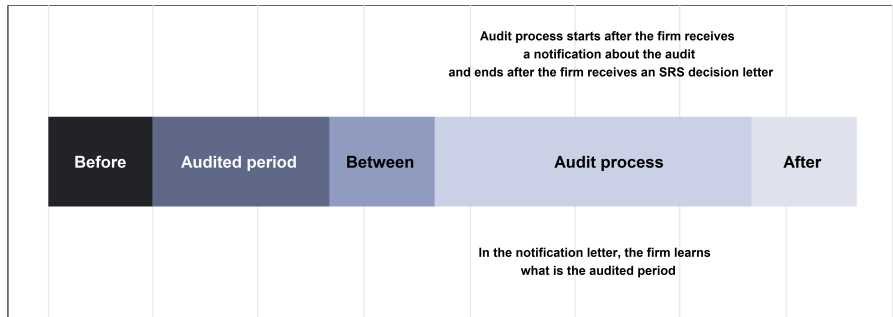 Audit process starts after the firm receives
a notification about the audit
and ends after the firm receives an SRS decision letter
Before
Audited period
Between
Audit process
After
In the notification letter, the firm learns
what is the audited period